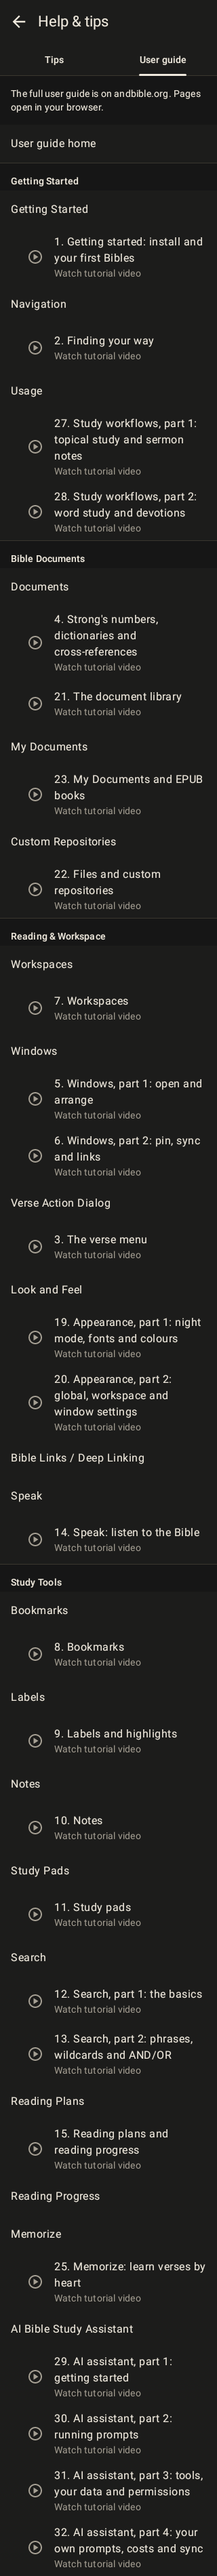 Help & tips
Tips
User guide
The full user guide is on andbible.org. Pages
open in your browser.
User guide home
Getting Started
Getting Started
1. Getting started: install and
your first Bibles
Watch tutorial video
Navigation
2. Finding your way
Watch tutorial video
Usage
27. Study workflows, part 1:
topical study and sermon
notes
Watch tutorial video
28. Study workflows, part 2:
word study and devotions
Watch tutorial video
Bible Documents
Documents
4. Strong's numbers,
dictionaries and
cross-references
Watch tutorial video
21. The document library
Watch tutorial video
My Documents
23. My Documents and EPUB
books
Watch tutorial video
Custom Repositories
22. Files and custom
repositories
Watch tutorial video
Reading & Workspace
Workspaces
7. Workspaces
Watch tutorial video
Windows
5. Windows, part 1: open and
arrange
Watch tutorial video
6. Windows, part 2: pin, sync
and links
Watch tutorial video
Verse Action Dialog
3. The verse menu
Watch tutorial video
Look and Feel
19. Appearance, part 1: night
mode, fonts and colours
Watch tutorial video
20. Appearance, part 2:
global, workspace and
window settings
Watch tutorial video
Bible Links / Deep Linking
Speak
14. Speak: listen to the Bible
Watch tutorial video
Study Tools
Bookmarks
8. Bookmarks
Watch tutorial video
Labels
9. Labels and highlights
Watch tutorial video
Notes
10. Notes
Watch tutorial video
Study Pads
11. Study pads
Watch tutorial video
Search
12. Search, part 1: the basics
Watch tutorial video
13. Search, part 2: phrases,
wildcards and AND/OR
Watch tutorial video
Reading Plans
15. Reading plans and
reading progress
Watch tutorial video
Reading Progress
Memorize
25. Memorize: learn verses by
heart
Watch tutorial video
AI Bible Study Assistant
29. AI assistant, part 1:
getting started
Watch tutorial video
30. AI assistant, part 2:
running prompts
Watch tutorial video
31. AI assistant, part 3: tools,
your data and permissions
Watch tutorial video
32. AI assistant, part 4: your
own prompts, costs and sync
Watch tutorial video